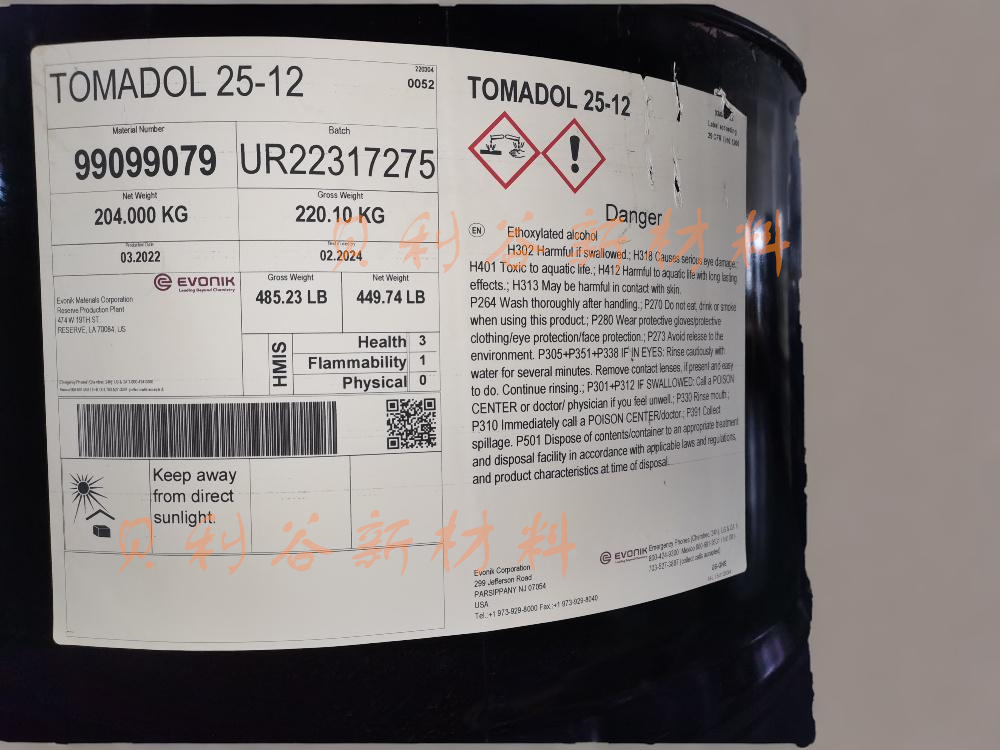 TOMADOL 25-12
220304
0052
Material Number
99099079
Batch
UR22317275
Net Weight
204.000 KG
Gross Weight
220.10 KG
Production Date
03.2022
02.2024
EVONIK
Leading Beyond Chemistry
Evonik Materials Corporation
Reserve Production Plant
474 W 19TH ST
RESERVE, LA 70084, US
Gross Weight
485.23 LB
Net Weight
449.74 LB
HMIS
Health 3
Flammability 1
Physical 0
Keep away
from direct
sunlight.
TOMADOL 25-12
Label according
Danger
EN
Ethoxylated alcohol
H302 Harmful if swallowed.; H318 Causes serious eye damage.;
H401 Toxic to aquatic life.; H412 Harmful to aquatic life with long lasting
effects.; H313 May be harmful in contact with skin.
P264 Wash thoroughly after handling.; P270 Do not eat, drink or smoke
when using this product.; P280 Wear protective gloves/protective
clothing/eye protection/face protection.; P273 Avoid release to the
environment. P305+P351+P338 IF IN EYES: Rinse cautiously with
water for several minutes. Remove contact lenses, if present and easy
to do. Continue rinsing.; P301+P312 IF SWALLOWED: Call a POISON
CENTER or doctor/ physician if you feel unwell.; P330 Rinse mouth.;
P310 Immediately call a POISON CENTER/doctor.; P391 Collect
spillage. P501 Dispose of contents/container to an appropriate treatment
and disposal facility in accordance with applicable laws and regulations,
and product characteristics at time of disposal.
Evonik Corporation
299 Jefferson Road
PARSIPPANY NJ 07054
USA
Tel.:+1 973-929-8000 Fax.:+1 973-929-8040
EVONIK
Leading Beyond Chemistry
贝利谷新材料
贝利谷新材料